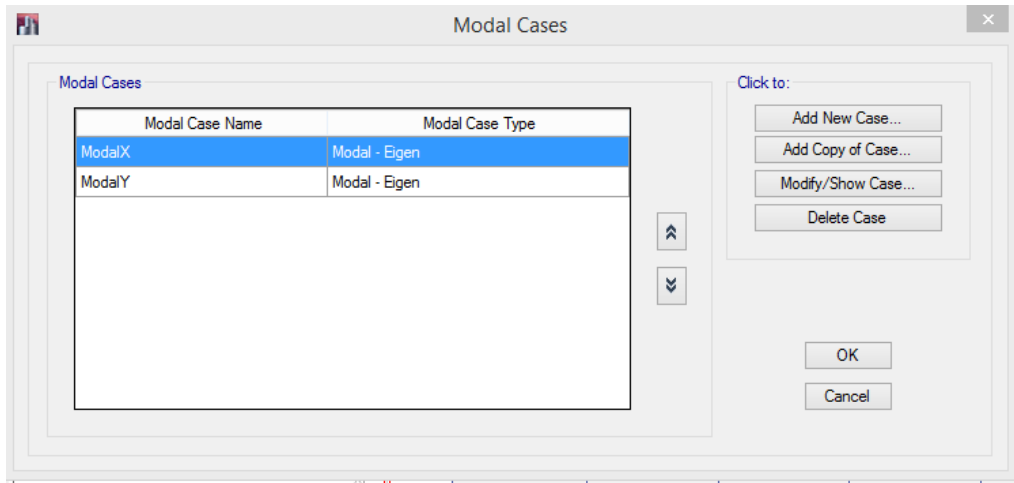 Modal Cases
Modal Cases
Modal Case Name Modal Case Type
ModalX Modal - Eigen
ModalY Modal - Eigen
Click to:
Add New Case...
Add Copy of Case...
Modify/Show Case...
Delete Case
OK
Cancel